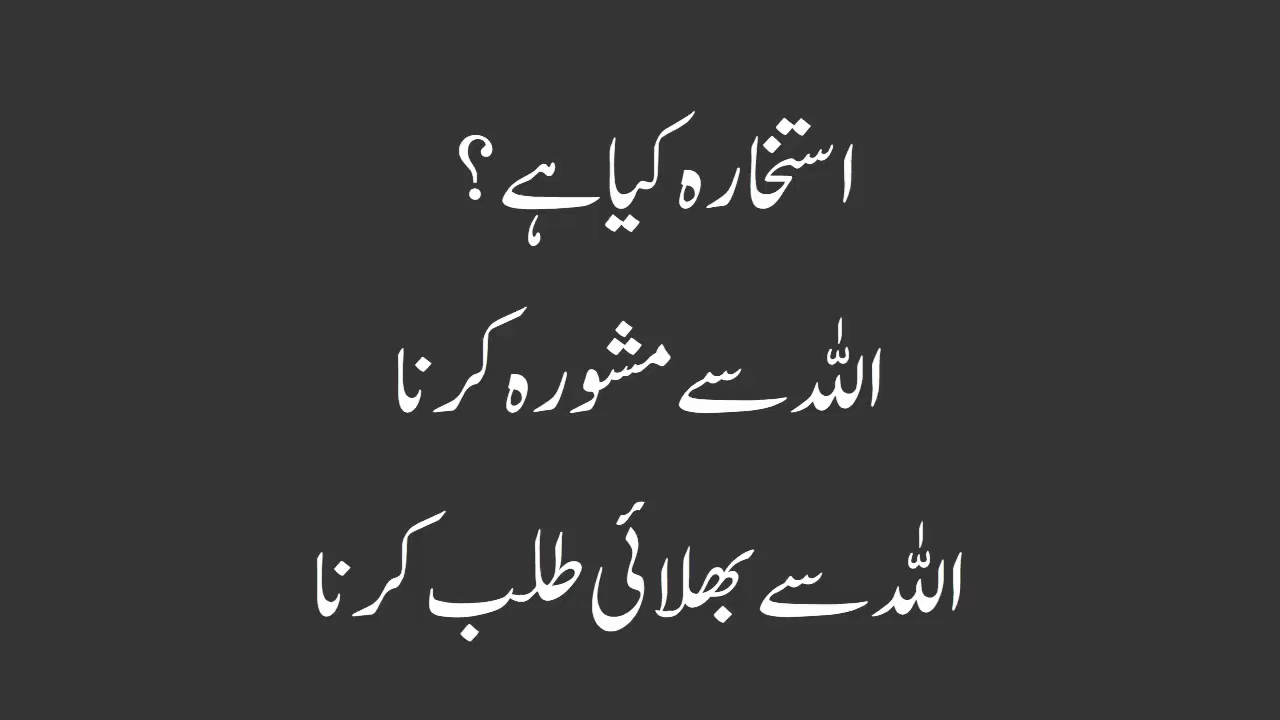 استخارہ کیا ہے؟
اللہ سے مشورہ کرنا
اللہ سے بھلائی طلب کرنا